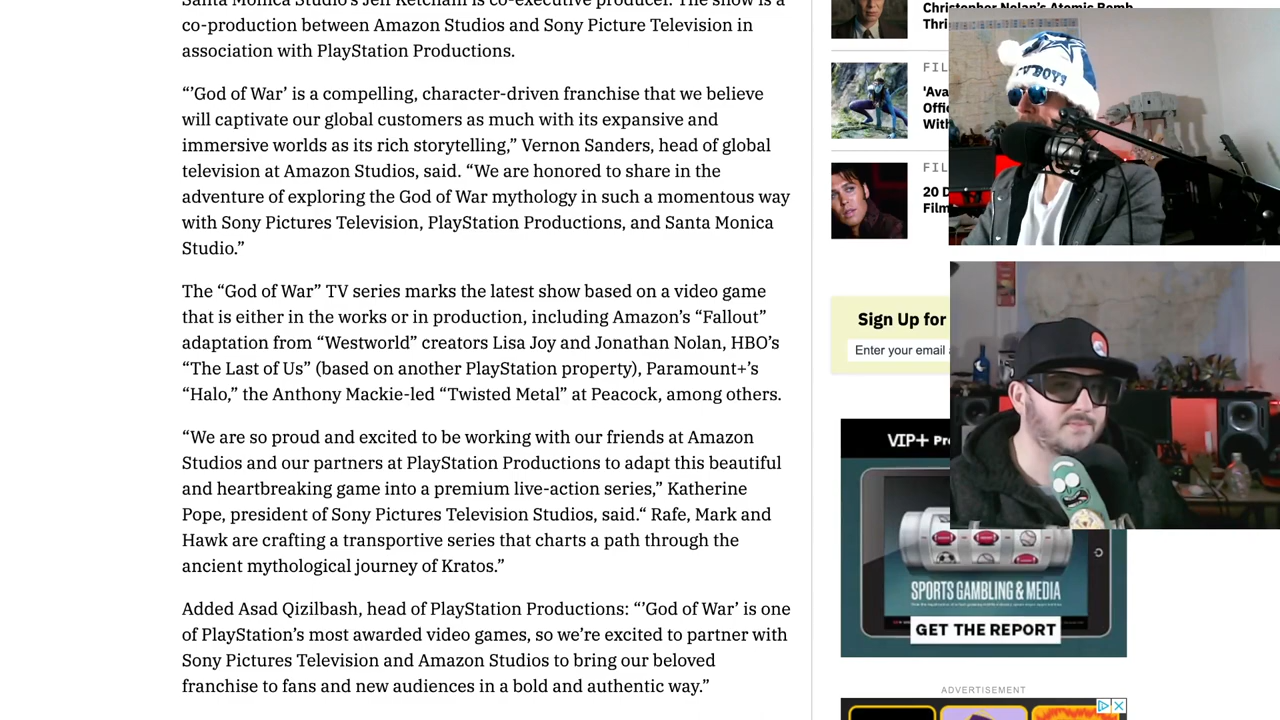 Santa Monica Studio's Jeff Ketcham is co-executive producer. The show is a
co-production between Amazon Studios and Sony Picture Television in
association with PlayStation Productions.
“’God of War’ is a compelling, character-driven franchise that we believe
will captivate our global customers as much with its expansive and
immersive worlds as its rich storytelling,” Vernon Sanders, head of global
television at Amazon Studios, said. “We are honored to share in the
adventure of exploring the God of War mythology in such a momentous way
with Sony Pictures Television, PlayStation Productions, and Santa Monica
Studio.”
The “God of War” TV series marks the latest show based on a video game
that is either in the works or in production, including Amazon’s “Fallout”
adaptation from “Westworld” creators Lisa Joy and Jonathan Nolan, HBO’s
“The Last of Us” (based on another PlayStation property), Paramount+’s
“Halo,” the Anthony Mackie-led “Twisted Metal” at Peacock, among others.
“We are so proud and excited to be working with our friends at Amazon
Studios and our partners at PlayStation Productions to adapt this beautiful
and heartbreaking game into a premium live-action series,” Katherine
Pope, president of Sony Pictures Television Studios, said.“ Rafe, Mark and
Hawk are crafting a transportive series that charts a path through the
ancient mythological journey of Kratos.”
Added Asad Qizilbash, head of PlayStation Productions: “’God of War’ is one
of PlayStation’s most awarded video games, so we’re excited to partner with
Sony Pictures Television and Amazon Studios to bring our beloved
franchise to fans and new audiences in a bold and authentic way.”
Christopher Nolan’s Atomic Bomb
Thri
FIL
'Ava
Offic
With
FIL
20 D
Film
Sign Up for
Enter your email
VIP+ Pr
SPORTS GAMBLING & MEDIA
GET THE REPORT
ADVERTISEMENT